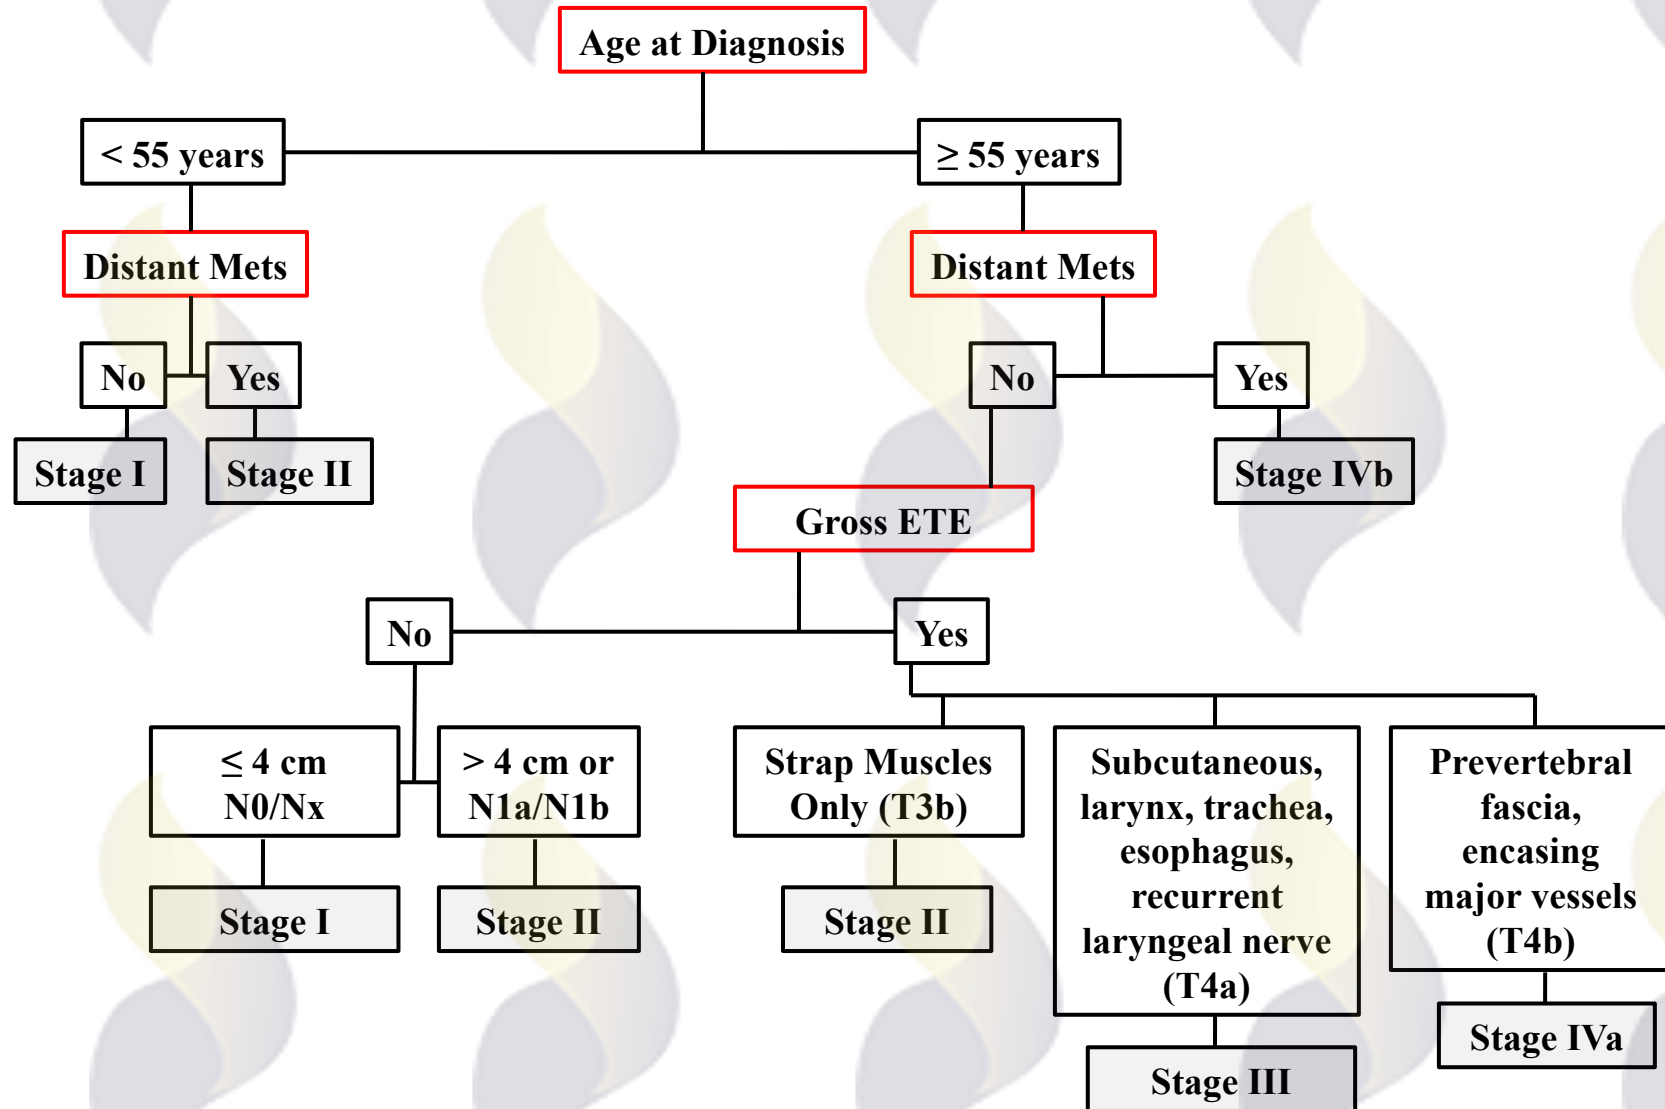 Age at Diagnosis
< 55 years
≥ 55 years
Distant Mets
Distant Mets
No
Yes
No
Yes
Stage I
Stage II
Stage IVb
Gross ETE
No
Yes
≤ 4 cm
N0/Nx
> 4 cm or
N1a/N1b
Strap Muscles
Only (T3b)
Subcutaneous,
larynx, trachea,
esophagus,
recurrent
laryngeal nerve
(T4a)
Prevertebral
fascia,
encasing
major vessels
(T4b)
Stage I
Stage II
Stage II
Stage III
Stage IVa